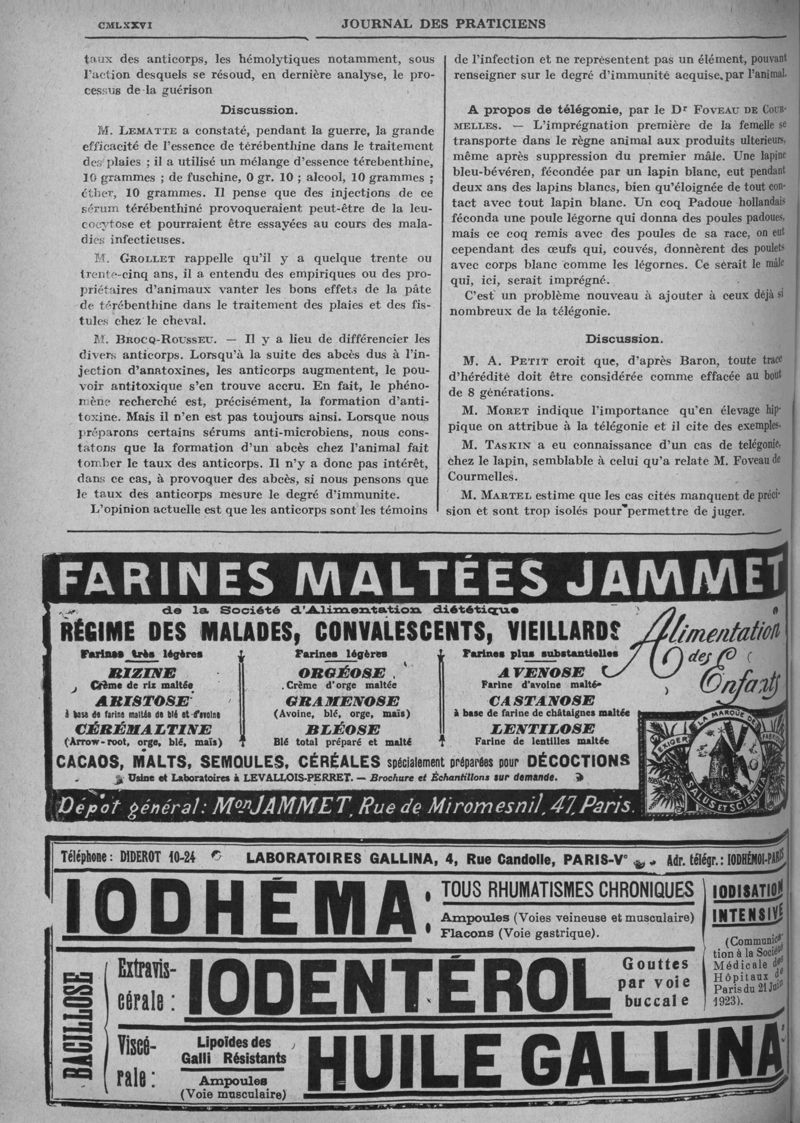 CMLXXVI
JOURNAL DES PRATICIENS
taux des anticorps, les hémolytiques notamment, sous
l'action desquels se résoud, en dernière analyse, le pro-
cessus de la guérison
Discussion.
M. LEMATTE a constaté, pendant la guerre, la grande
efficacité de l'essence de térébenthine dans le traitement
des plaies ; il a utilisé un mélange d'essence térebenthine,
10 grammes ; de fuschine, 0 gr. 10 ; alcool, 10 grammes ;
éther, 10 grammes. Il pense que des injections de ce
sérum térébenthiné provoqueraient peut-être de la leu-
cocytose et pourraient être essayées au cours des mala-
dies infectieuses.
M. GROLLET rappelle qu'il y a quelque trente ou
trente-cinq ans, il a entendu des empiriques ou des pro-
priétaires d'animaux vanter les bons effets de la pâte
de térébenthine dans le traitement des plaies et des fis-
tules chez le cheval.
M. BROCQ-ROUSSEU. — Il y a lieu de différencier les
divers anticorps. Lorsqu'à la suite des abcès dus à l'in-
jection d'anatoxines, les anticorps augmentent, le pou-
voir antitoxique s'en trouve accru. En fait, le phéno-
mène recherché est, précisément, la formation d'anti-
toxine. Mais il n'en est pas toujours ainsi. Lorsque nous
préparons certains sérums anti-microbiens, nous cons-
tatons que la formation d'un abcès chez l'animal fait
tomber le taux des anticorps. Il n'y a donc pas intérêt,
dans ce cas, à provoquer des abcès, si nous pensons que
le taux des anticorps mesure le degré d'immunite.
L'opinion actuelle est que les anticorps sont les témoins
de l'infection et ne représentent pas un élément, pouvant
renseigner sur le degré d'immunité acquise, par l'animal.
A propos de télégonie, par le Dr FOVEAU DE COUR-
MELLES. — L'imprégnation première de la femelle se
transporte dans le règne animal aux produits ulterieurs,
même après suppression du premier mâle. Une lapine
bleu-bévéren, fécondée par un lapin blanc, eut pendant
deux ans des lapins blancs, bien qu'éloignée de tout con-
tact avec tout lapin blanc. Un coq Padoue hollandais
féconda une poule légorne qui donna des poules padoues,
mais ce coq remis avec des poules de sa race, on eut
cependant des œufs qui, couvés, donnèrent des poulets
avec corps blanc comme les légornes. Ce serait le mâle
qui, ici, serait imprégné.
C'est un problème nouveau à ajouter à ceux déjà si
nombreux de la télégonie.
Discussion.
M. A. PETIT croit que, d'après Baron, toute trace
d'hérédité doit être considérée comme effacée au bout
de 8 générations.
M. MORET indique l'importance qu'en élevage hip-
pique on attribue à la télégonie et il cite des exemples.
M. TASKIN a eu connaissance d'un cas de telégonie,
chez le lapin, semblable à celui qu'a relate M. Foveau de
Courmelles.
M. MARTEL estime que les cas cités manquent de préci-
sion et sont trop isolés pour permettre de juger.
FARINES MALTÉES JAMMET
de la Société d'Alimentation diététique
RÉGIME DES MALADES, CONVALESCENTS, VIEILLARDS
Alimentation
des
Enfants
Farines très légères
RIZINE
Crème de riz maltée
ARISTOSE
à base de farine maltée de blé et d'avoine
CÉRÉMALTINE
(Arrow-root, orge, blé, maïs)
Farines légères
ORGÉOSE
Crème d'orge maltée
GRAMENOSE
(Avoine, blé, orge, maïs)
BLÉOSE
Blé total préparé et malté
Farines plus substantielles
AVENOSE
Farine d'avoine maltée
CASTANOSE
à base de farine de châtaignes maltée
LENTILOSE
Farine de lentilles maltée
EXIGER LA MARQUE DE FABRIQUE
SALUS ET SCIENTIA
CACAOS, MALTS, SEMOULES, CÉRÉALES spécialement préparées pour DÉCOCTIONS
Usine et Laboratoires à LEVALLOIS-PERRET. — Brochure et Échantillons sur demande.
Dépôt général: Mon JAMMET, Rue de Miromesnil, 47, Paris.
Téléphone: DIDEROT 10-24
LABORATOIRES GALLINA, 4, Rue Candolle, PARIS-Ve
Adr. télégr.: IODHÉMOI-PARIS
IODHÉMA:
TOUS RHUMATISMES CHRONIQUES
Ampoules (Voies veineuse et musculaire)
Flacons (Voie gastrique).
IODISATION
INTENSIVE
(Communica-
tion à la Société
Médicale des
Hôpitaux de
Paris du 21 Juin
1923).
BACILLOSE
Extravis-
cérale:
IODENTÉROL
Gouttes
par voie
buccale
Viscé-
rale:
Lipoïdes des
Galli Résistants
Ampoules
(Voie musculaire)
HUILE GALLINA